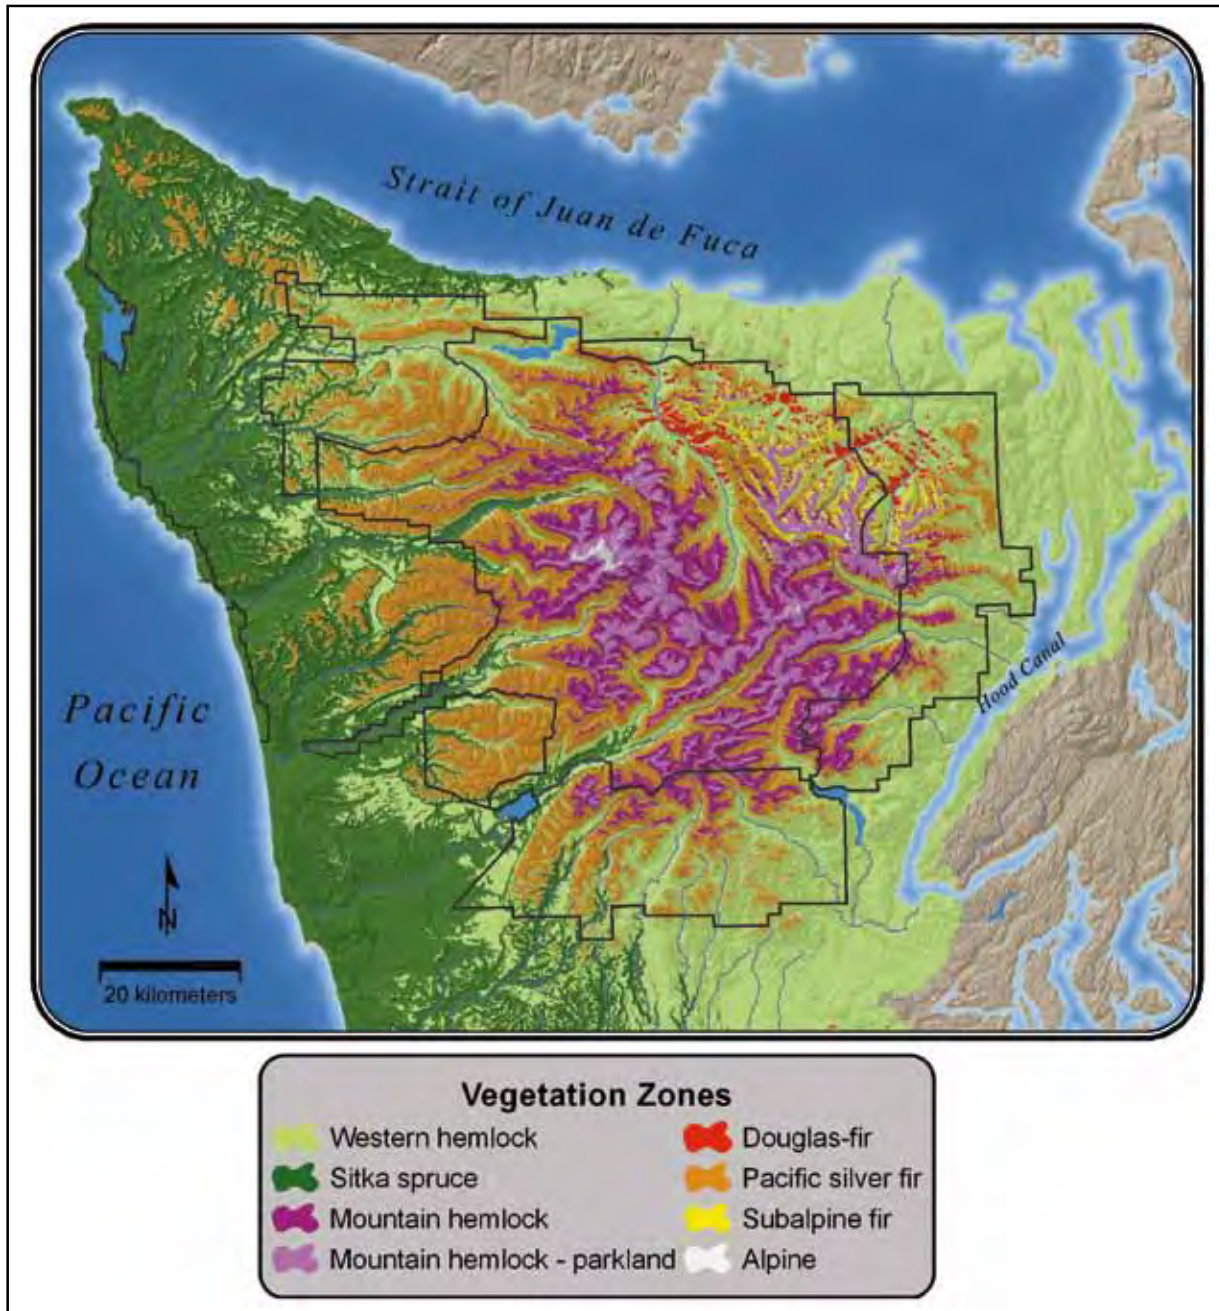 Strait of Juan de Fuca
Pacific
Ocean
Hood Canal
N
20 kilometers
Vegetation Zones
Western hemlock
Sitka spruce
Mountain hemlock
Mountain hemlock - parkland
Douglas-fir
Pacific silver fir
Subalpine fir
Alpine